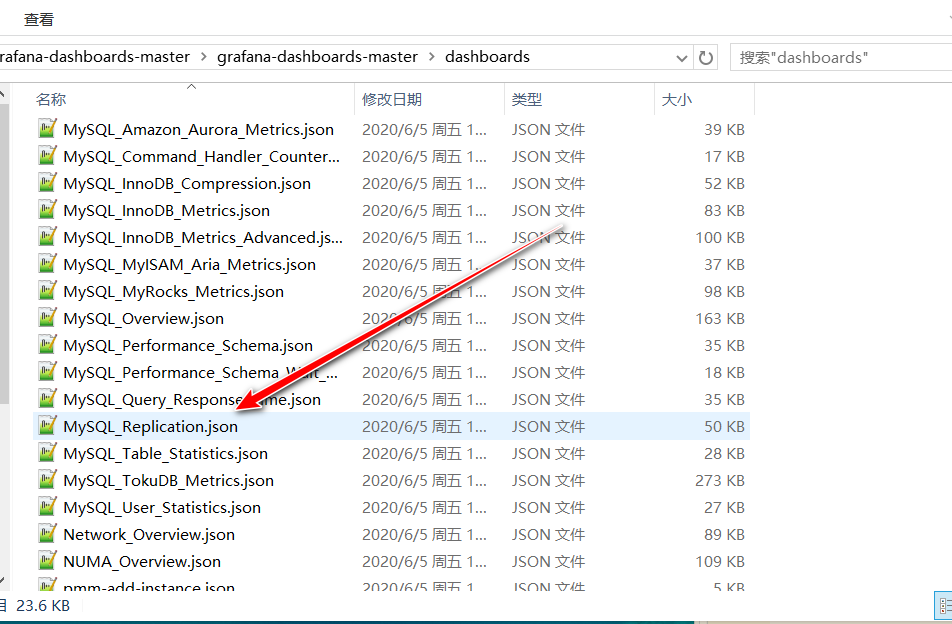 查看
rafana-dashboards-master > grafana-dashboards-master > dashboards 搜索"dashboards"
名称 修改日期 类型 大小
MySQL_Amazon_Aurora_Metrics.json 2020/6/5 周五 1... JSON 文件 39 KB
MySQL_Command_Handler_Counter... 2020/6/5 周五 1... JSON 文件 17 KB
MySQL_InnoDB_Compression.json 2020/6/5 周五 1... JSON 文件 52 KB
MySQL_InnoDB_Metrics.json 2020/6/5 周五 1... JSON 文件 83 KB
MySQL_InnoDB_Metrics_Advanced.js... 2020/6/5 周五 1... JSON 文件 100 KB
MySQL_MyISAM_Aria_Metrics.json 2020/6/5 周五 1... JSON 文件 37 KB
MySQL_MyRocks_Metrics.json 2020/6/5 周五 1... JSON 文件 98 KB
MySQL_Overview.json 2020/6/5 周五 1... JSON 文件 163 KB
MySQL_Performance_Schema.json 2020/6/5 周五 1... JSON 文件 35 KB
MySQL_Performance_Schema_Wait_... 2020/6/5 周五 1... JSON 文件 18 KB
MySQL_Query_Response_Time.json 2020/6/5 周五 1... JSON 文件 35 KB
MySQL_Replication.json 2020/6/5 周五 1... JSON 文件 50 KB
MySQL_Table_Statistics.json 2020/6/5 周五 1... JSON 文件 28 KB
MySQL_TokuDB_Metrics.json 2020/6/5 周五 1... JSON 文件 273 KB
MySQL_User_Statistics.json 2020/6/5 周五 1... JSON 文件 27 KB
Network_Overview.json 2020/6/5 周五 1... JSON 文件 89 KB
NUMA_Overview.json 2020/6/5 周五 1... JSON 文件 109 KB
pmm-add-instance.json 2020/6/5 周五 1... JSON 文件 5 KB
目 23.6 KB